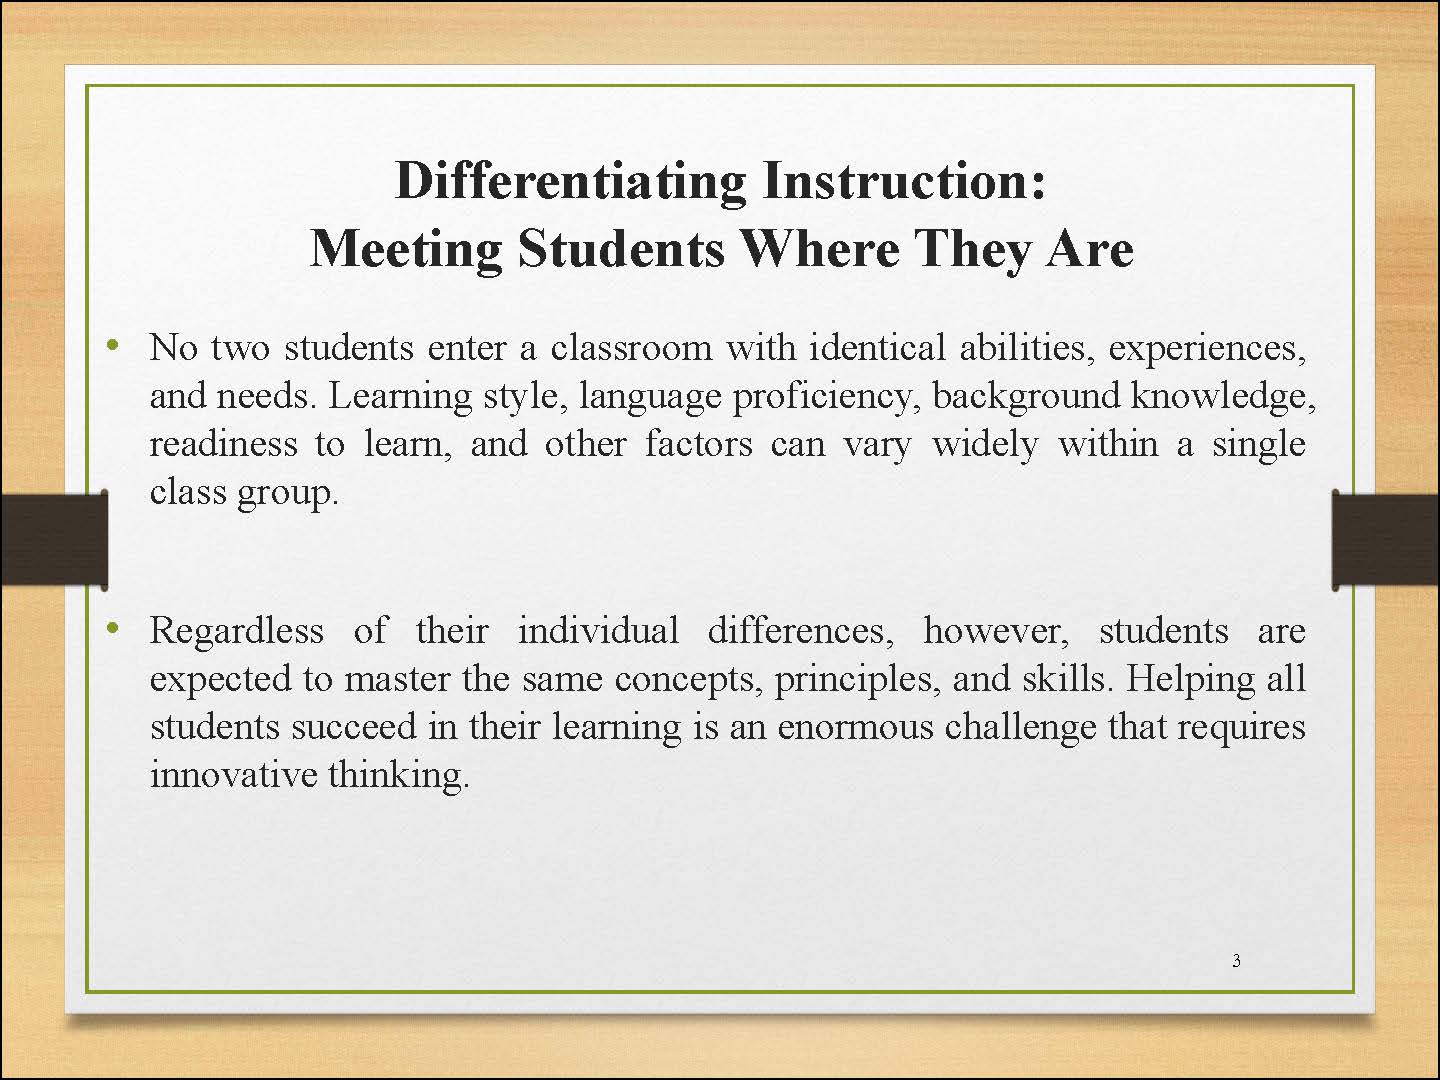 Differentiating Instruction:
Meeting Students Where They Are
• No two students enter a classroom with identical abilities, experiences,
and needs. Learning style, language proficiency, background knowledge,
readiness to learn, and other factors can vary widely within a single
class group.
• Regardless of their individual differences, however, students are
expected to master the same concepts, principles, and skills. Helping all
students succeed in their learning is an enormous challenge that requires
innovative thinking.
3